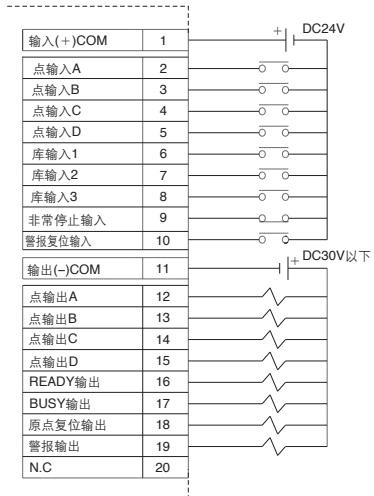 DC24V
输入(+)COM 1 +
点输入A 2
点输入B 3
点输入C 4
点输入D 5
库输入1 6
库输入2 7
库输入3 8
非常停止输入 9
警报复位输入 10
输出(–)COM 11 + DC30V以下
点输出A 12
点输出B 13
点输出C 14
点输出D 15
READY输出 16
BUSY输出 17
原点复位输出 18
警报输出 19
N.C 20